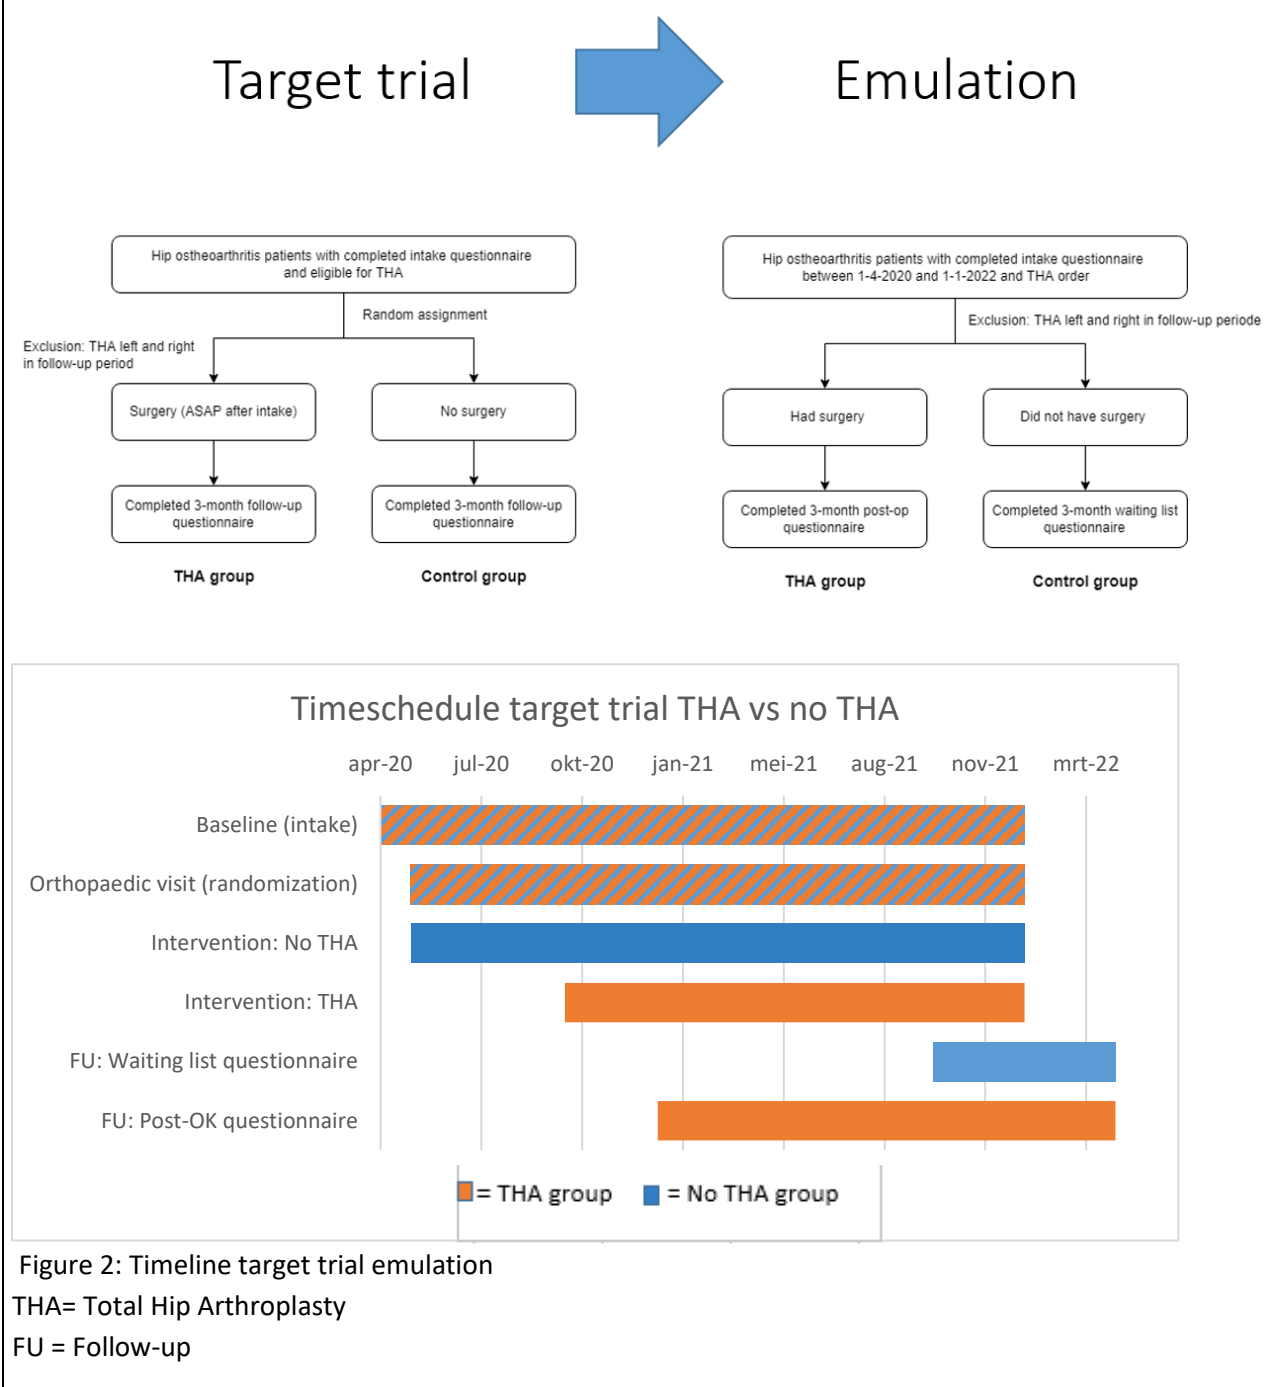 Target trial
Emulation
Hip ostheoarthritis patients with completed intake questionnaire
and eligible for THA
Random assignment
Exclusion: THA left and right
in follow-up period
Surgery (ASAP after intake)
No surgery
Completed 3-month follow-up
questionnaire
Completed 3-month follow-up
questionnaire
THA group
Control group
Hip ostheoarthritis patients with completed intake questionnaire
between 1-4-2020 and 1-1-2022 and THA order
Exclusion: THA left and right in follow-up periode
Had surgery
Did not have surgery
Completed 3-month post-op
questionnaire
Completed 3-month waiting list
questionnaire
THA group
Control group
Timeschedule target trial THA vs no THA
apr-20 jul-20 okt-20 jan-21 mei-21 aug-21 nov-21 mrt-22
Baseline (intake)
Orthopaedic visit (randomization)
Intervention: No THA
Intervention: THA
FU: Waiting list questionnaire
FU: Post-OK questionnaire
= THA group = No THA group
Figure 2: Timeline target trial emulation
THA= Total Hip Arthroplasty
FU = Follow-up